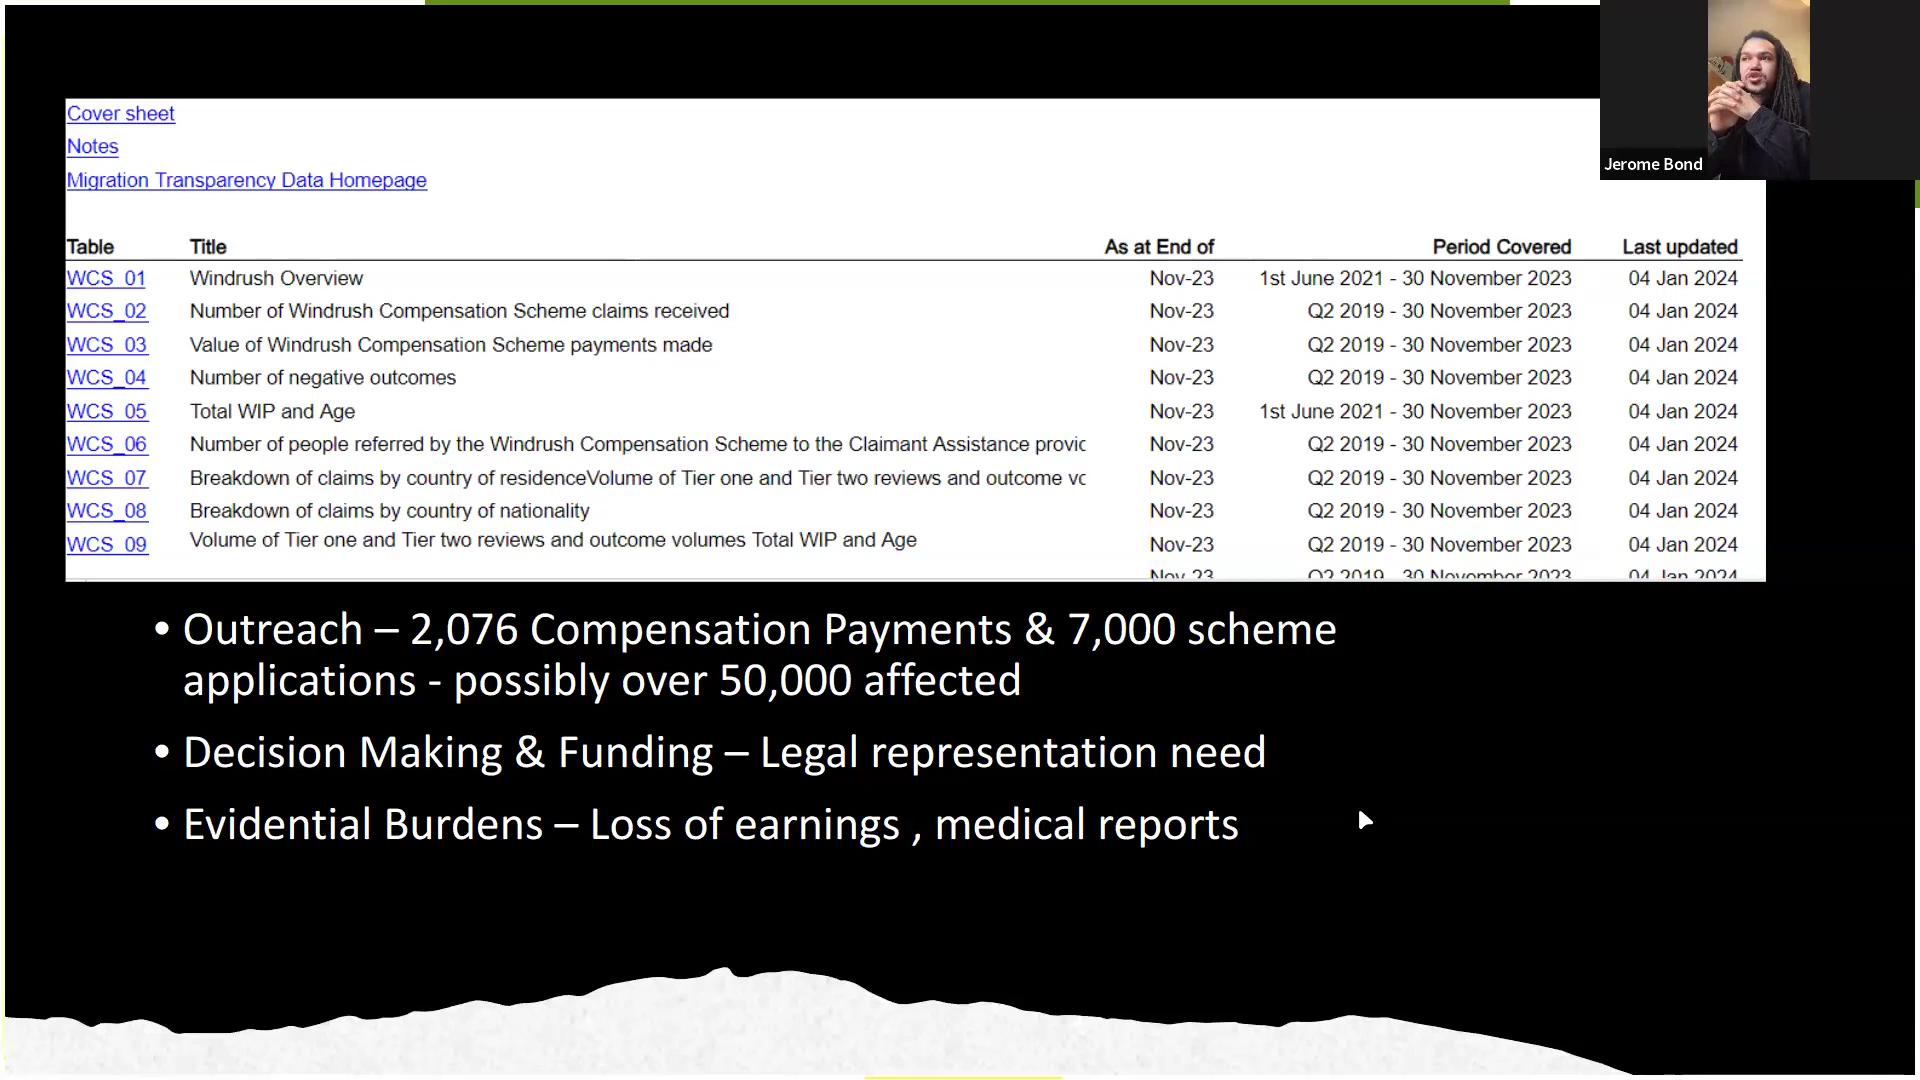 Cover sheet
Notes
Migration Transparency Data Homepage
Table Title As at End of Period Covered Last updated
WCS_01 Windrush Overview Nov-23 1st June 2021 - 30 November 2023 04 Jan 2024
WCS_02 Number of Windrush Compensation Scheme claims received Nov-23 Q2 2019 - 30 November 2023 04 Jan 2024
WCS_03 Value of Windrush Compensation Scheme payments made Nov-23 Q2 2019 - 30 November 2023 04 Jan 2024
WCS_04 Number of negative outcomes Nov-23 Q2 2019 - 30 November 2023 04 Jan 2024
WCS_05 Total WIP and Age Nov-23 1st June 2021 - 30 November 2023 04 Jan 2024
WCS_06 Number of people referred by the Windrush Compensation Scheme to the Claimant Assistance provic Nov-23 Q2 2019 - 30 November 2023 04 Jan 2024
WCS_07 Breakdown of claims by country of residenceVolume of Tier one and Tier two reviews and outcome vc Nov-23 Q2 2019 - 30 November 2023 04 Jan 2024
WCS_08 Breakdown of claims by country of nationality Nov-23 Q2 2019 - 30 November 2023 04 Jan 2024
WCS_09 Volume of Tier one and Tier two reviews and outcome volumes Total WIP and Age Nov-23 Q2 2019 - 30 November 2023 04 Jan 2024
Nov-23 Q2 2019 - 30 November 2023 04 Jan 2024
• Outreach – 2,076 Compensation Payments & 7,000 scheme
applications - possibly over 50,000 affected
• Decision Making & Funding – Legal representation need
• Evidential Burdens – Loss of earnings , medical reports
Jerome Bond